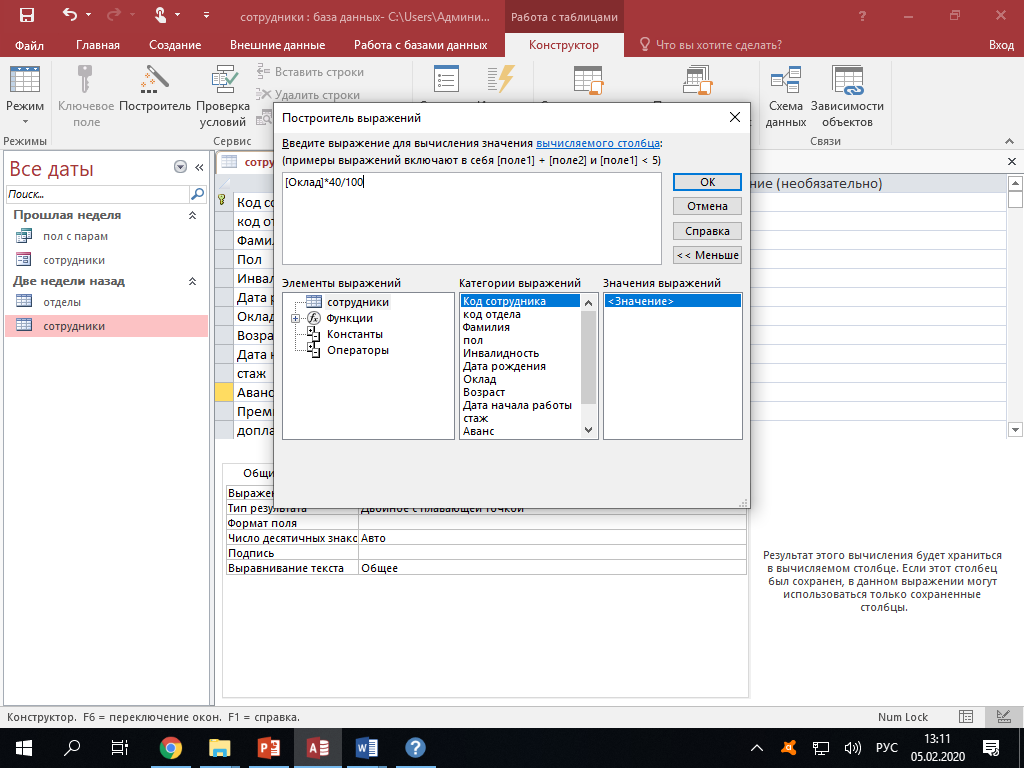 сотрудники : база данных- C:\Users\Админи...
Работа с таблицами
?
Файл
Главная
Создание
Внешние данные
Работа с базами данных
Конструктор
Что вы хотите сделать?
Вход
Режим
Ключевое поле
Построитель
Проверка условий
Вставить строки
Удалить строки
Схема данных
Зависимости объектов
Режимы
Сервис
Связи
Все даты
Поиск...
Прошлая неделя
пол с парам
сотрудники
Две недели назад
отделы
сотрудники
Построитель выражений
Введите выражение для вычисления значения вычисляемого столбца:
(примеры выражений включают в себя [поле1] + [поле2] и [поле1] < 5)
[Оклад]*40/100
ОК
Отмена
Справка
<< Меньше
Элементы выражений
сотрудники
Функции
Константы
Операторы
Категории выражений
Код сотрудника
код отдела
Фамилия
пол
Инвалидность
Дата рождения
Оклад
Возраст
Дата начала работы
стаж
Аванс
Значения выражений
<Значение>
(необязательно)
Пол
стаж
Тип результата
Двойное с плавающей точкой
Формат поля
Число десятичных знако
Авто
Подпись
Выравнивание текста
Общее
Результат этого вычисления будет храниться
в вычисляемом столбце. Если этот столбец
был сохранен, в данном выражении могут
использоваться только сохраненные
столбцы.
Конструктор. F6 = переключение окон. F1 = справка.
Num Lock
РУС
13:11
05.02.2020